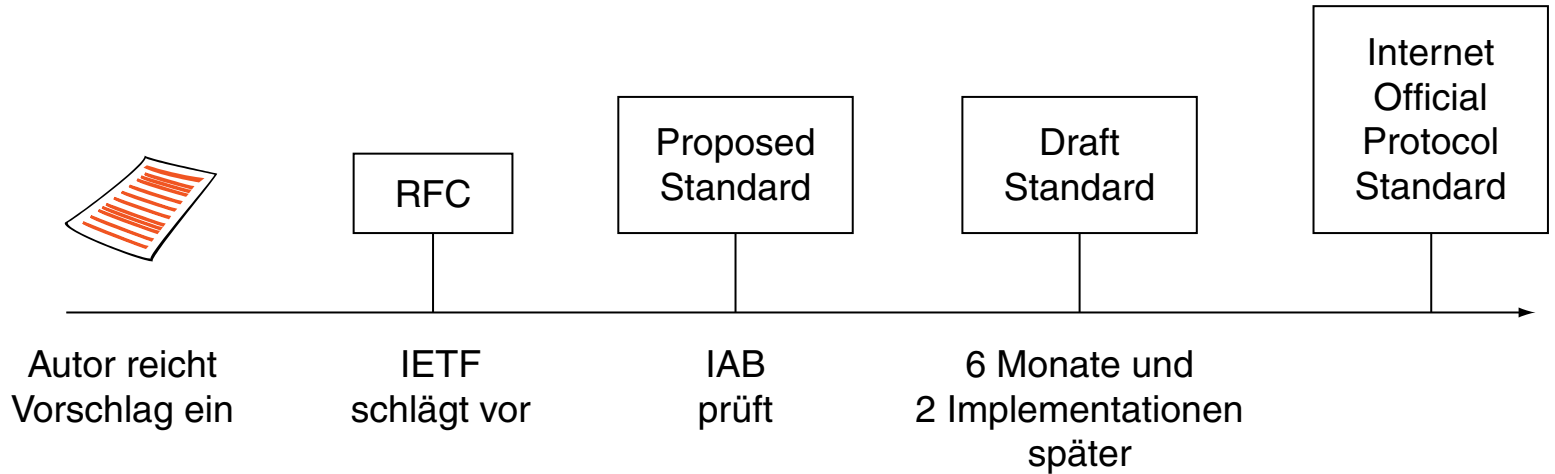 RFC
Proposed
Standard
Draft
Standard
Internet
Official
Protocol
Standard
Autor reicht
Vorschlag ein
IETF
schlägt vor
IAB
prüft
6 Monate und
2 Implementationen
später